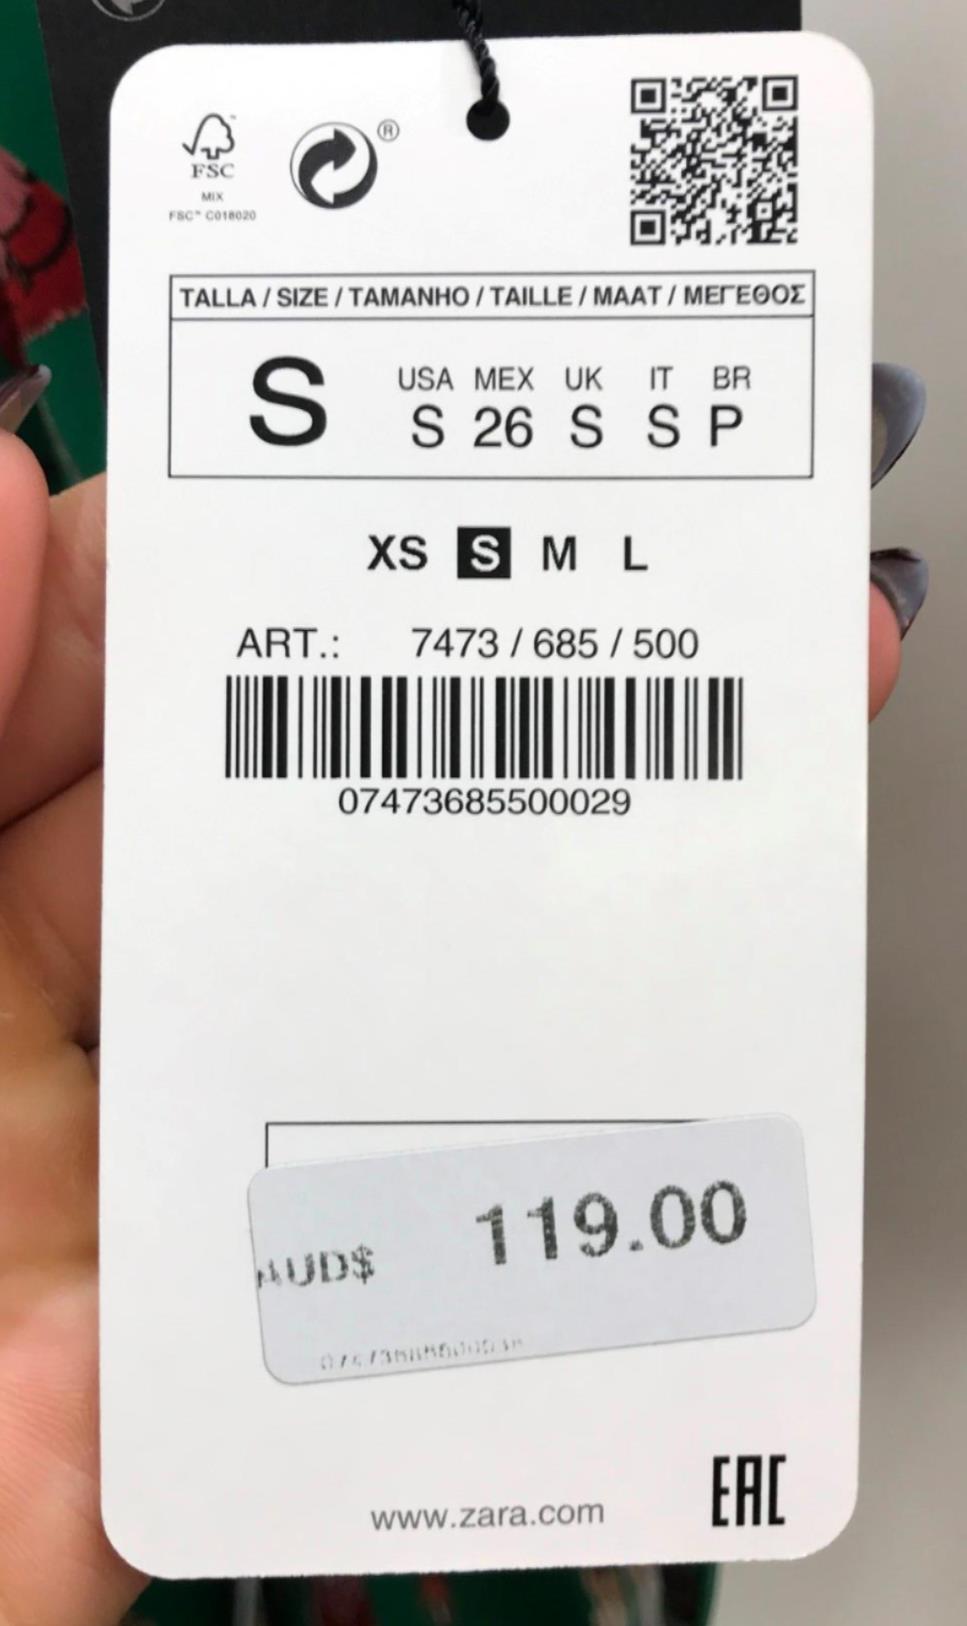 FSC
MIX
FSC™ C018020
®
TALLA / SIZE / TAMANHO / TAILLE / MAAT / ΜΕΓΕΘΟΣ
S
USA MEX UK IT BR
S 26 S S P
XS S M L
ART.: 7473 / 685 / 500
07473685500029
AUD$ 119.00
www.zara.com
EAC